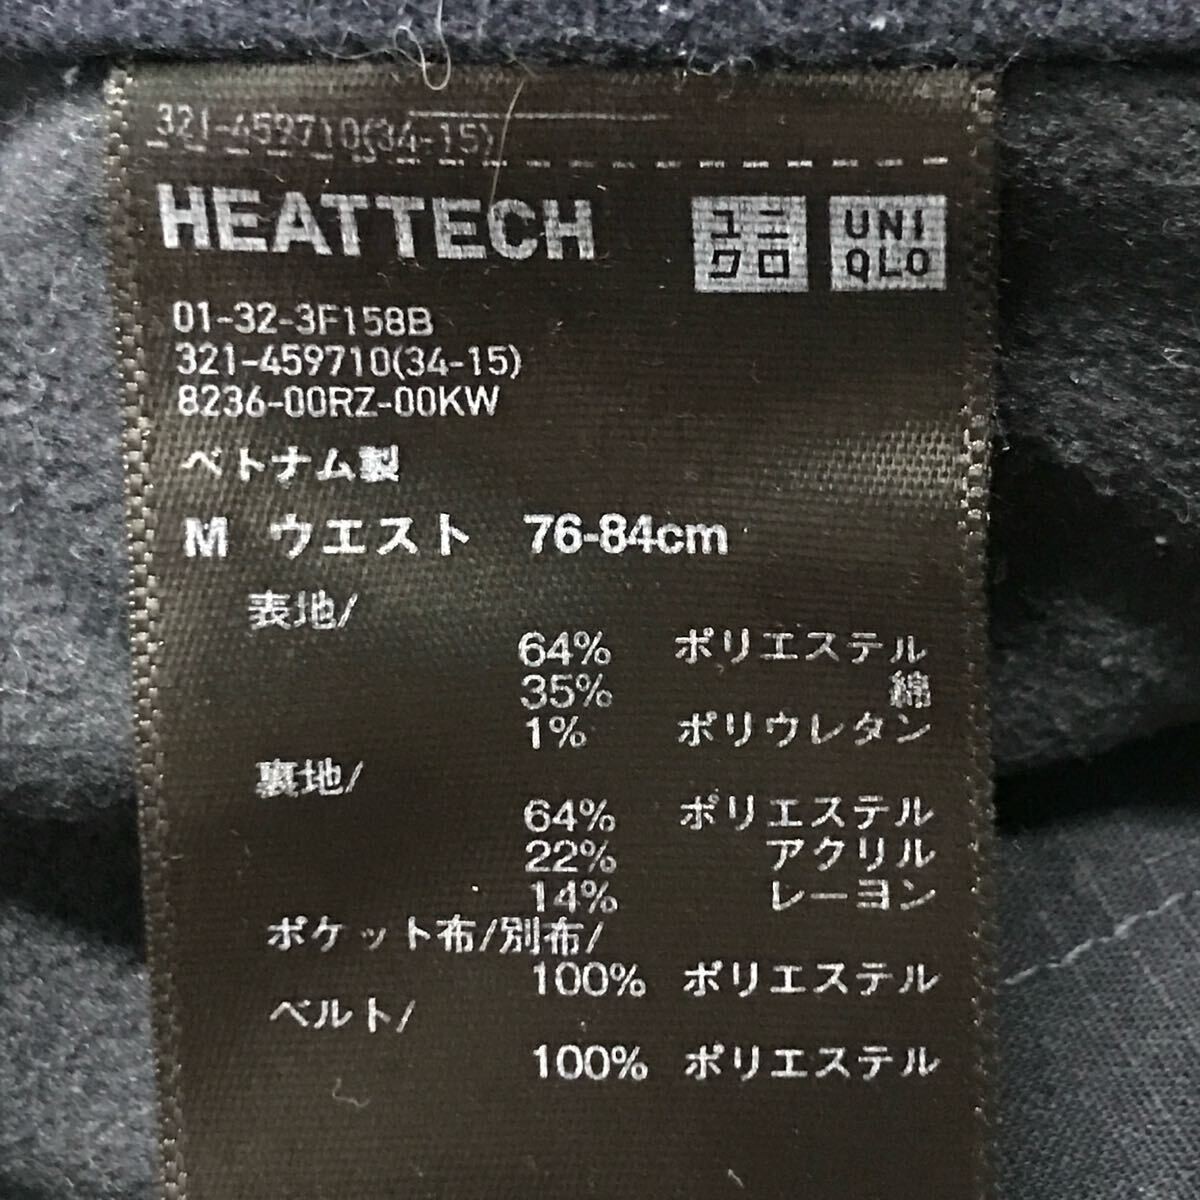 321-459710(34-15)
HEATTECH
ユニ
クロ
UNI
QLO
01-32-3F158B
321-459710(34-15)
8236-00RZ-00KW
ベトナム製
M ウエスト 76-84cm
表地/
64% ポリエステル
35% 綿
1% ポリウレタン
裏地/
64% ポリエステル
22% アクリル
14% レーヨン
ポケット布/別布/
100% ポリエステル
ベルト/
100% ポリエステル